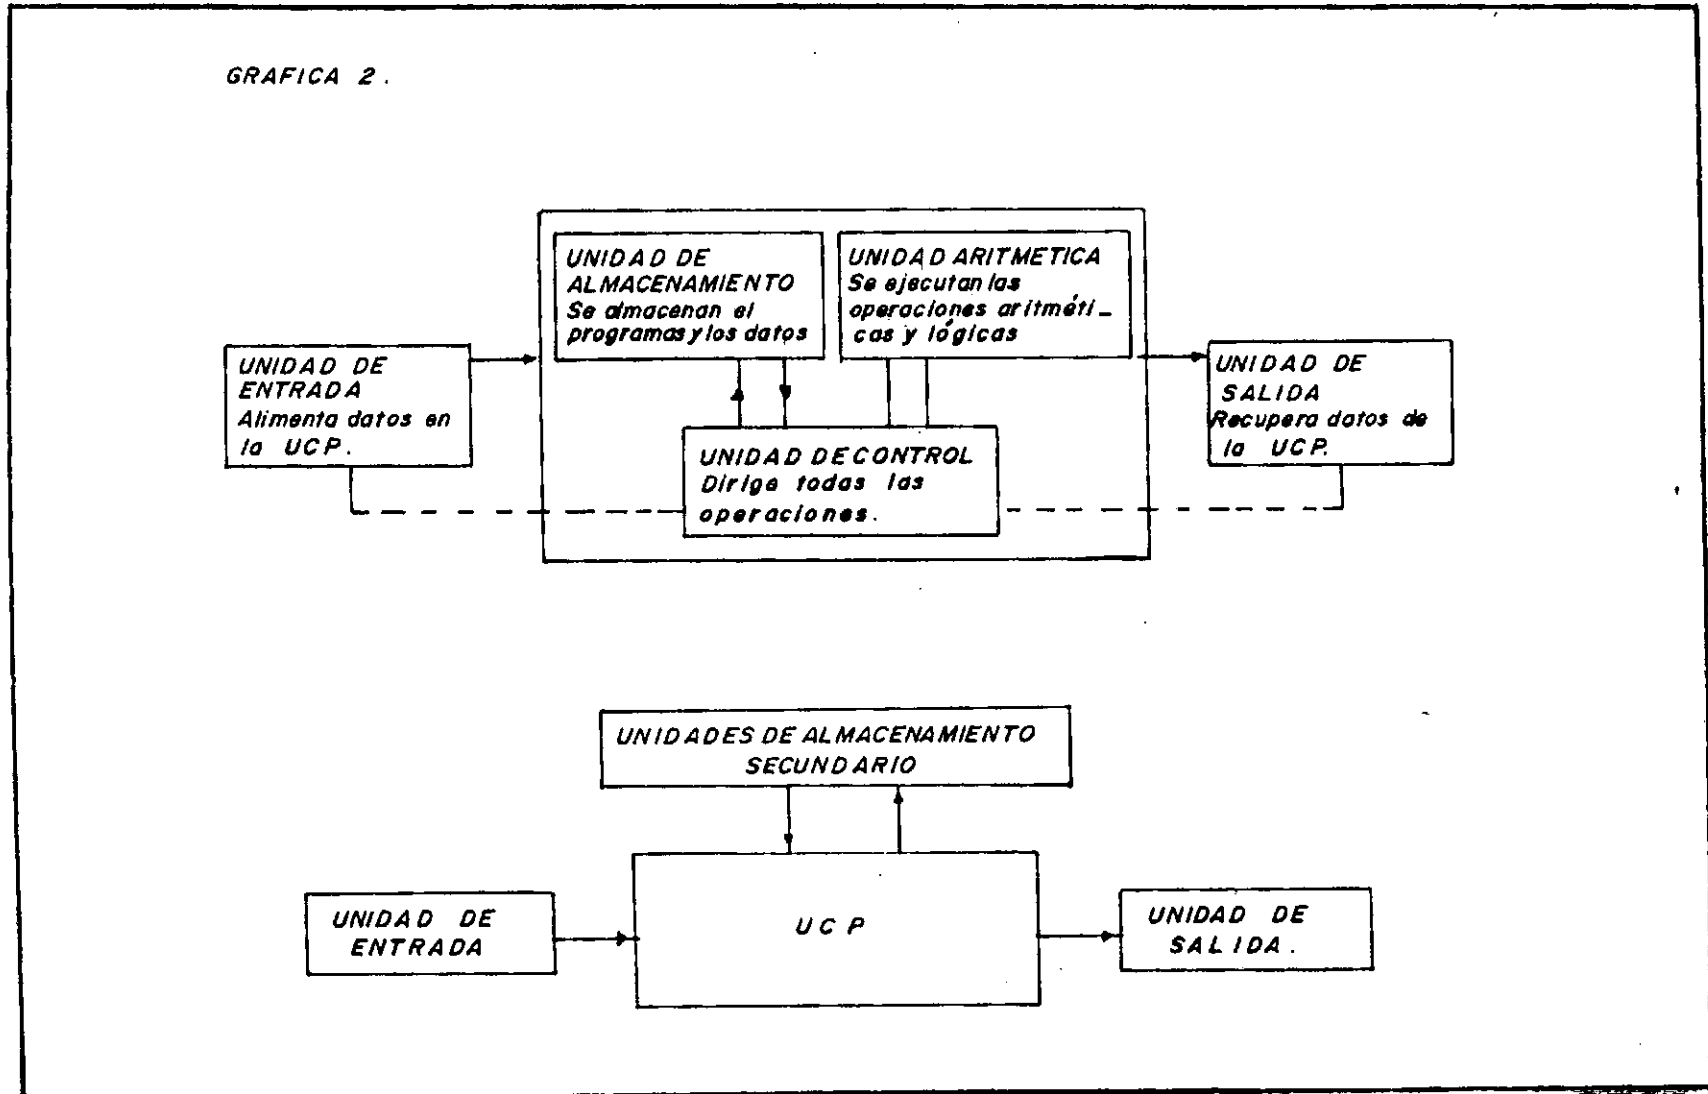 GRAFICA 2.
UNIDAD DE
ALMACENAMIENTO
Se almacenan el
programas y los datos
UNIDAD ARITMETICA
Se ejecutan las
operaciones aritméti_
cas y lógicas
UNIDAD DE
ENTRADA
Alimenta datos en
la UCP.
UNIDAD DE CONTROL
Dirige todas las
operaciones.
UNIDAD DE
SALIDA
Recupera datos de
la UCP.
UNIDADES DE ALMACENAMIENTO
SECUNDARIO
UNIDAD DE
ENTRADA
UCP
UNIDAD DE
SALIDA.